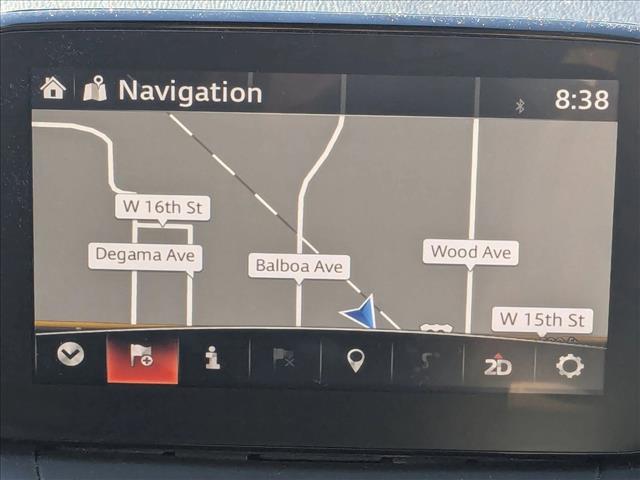 Navigation
8:38
W 16th St
Degama Ave
Balboa Ave
Wood Ave
W 15th St
i
2D